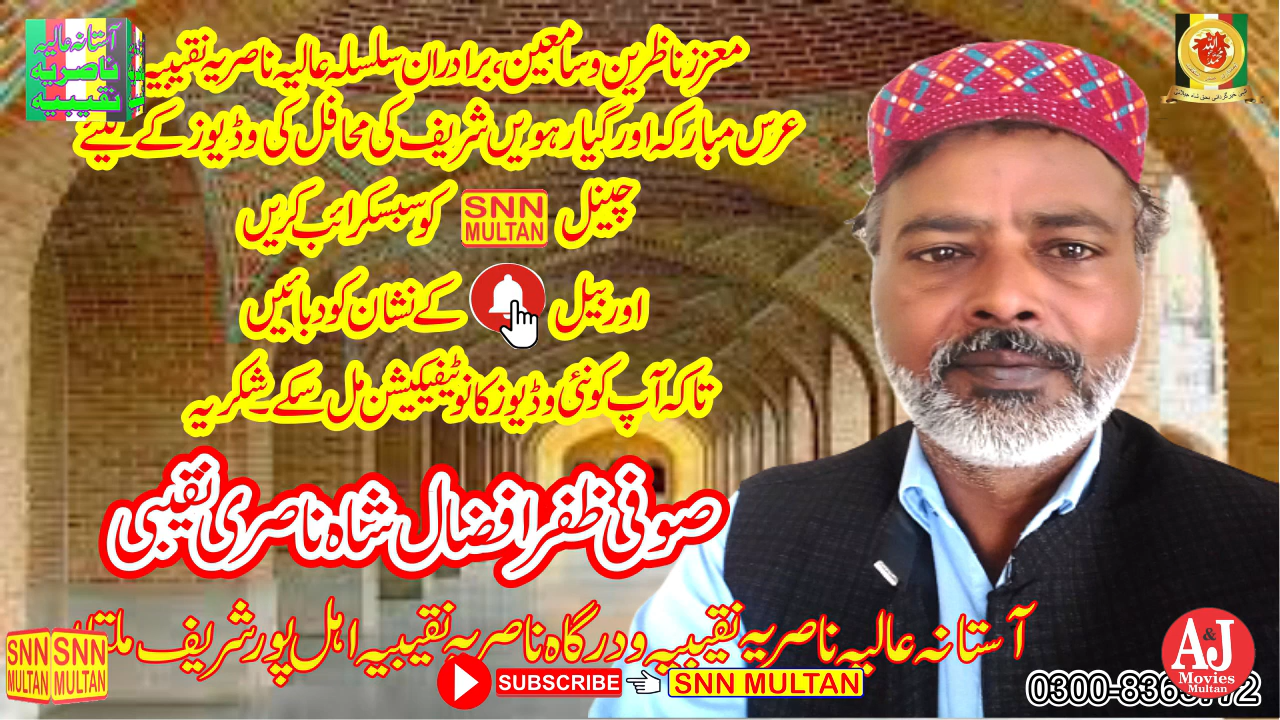 آستانہ عالیہ
ناصریہ
نقیبیہ
معزز ناظرین و سامعین، برادران سلسلہ عالیہ ناصریہ نقیبیہ
عرس مبارکہ اور گیارھویں شریف کی محافل کی وڈیوز کے لیئے
چینل SNN MULTAN کو سبسکرائب کریں
اور بیل کے نشان کو دبائیں
تاکہ آپ کو نئی وڈیوز کا نوٹیفیکیشن مل سکے۔ شکریہ
صوفی ظفر افضال شاہ ناصری نقیبی
آستانہ عالیہ ناصریہ نقیبیہ و درگاہ ناصریہ نقیبیہ اہل پور شریف
SNN MULTAN
SNN MULTAN
SUBSCRIBE
SNN MULTAN
A&J
Movies
Multan